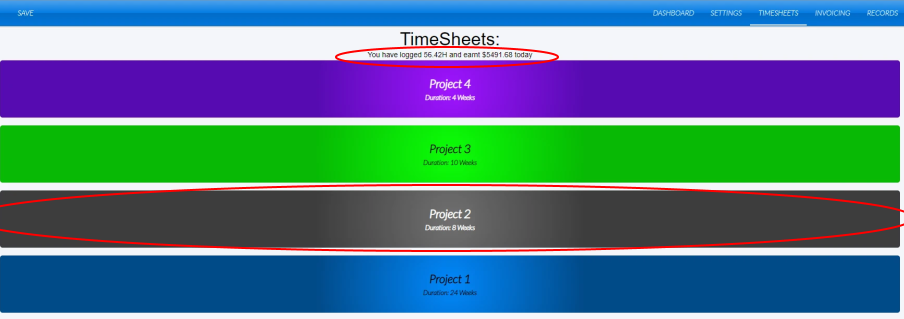 SAVE DASHBOARD SETTINGS TIMESHEETS INVOICING RECORDS
TimeSheets:
You have logged 56.42H and earnt $5491.68 today
Project 4
Duration: 4 Weeks
Project 3
Duration: 10 Weeks
Project 2
Duration: 8 Weeks
Project 1
Duration: 24 Weeks